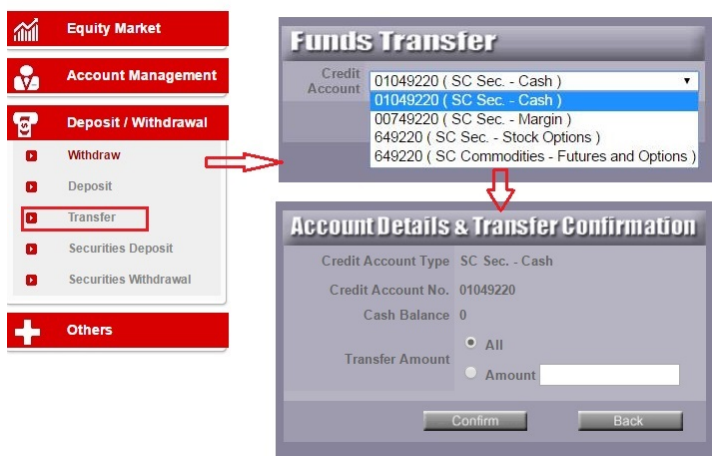 Equity Market
Account Management
Deposit / Withdrawal
Withdraw
Deposit
Transfer
Securities Deposit
Securities Withdrawal
Others
Funds Transfer
Credit
Account
01049220 ( SC Sec. - Cash )
01049220 ( SC Sec. - Cash )
00749220 ( SC Sec. - Margin )
649220 ( SC Sec. - Stock Options )
649220 ( SC Commodities - Futures and Options )
Account Details & Transfer Confirmation
Credit Account Type SC Sec. - Cash
Credit Account No. 01049220
Cash Balance 0
Transfer Amount
All
Amount
Confirm Back